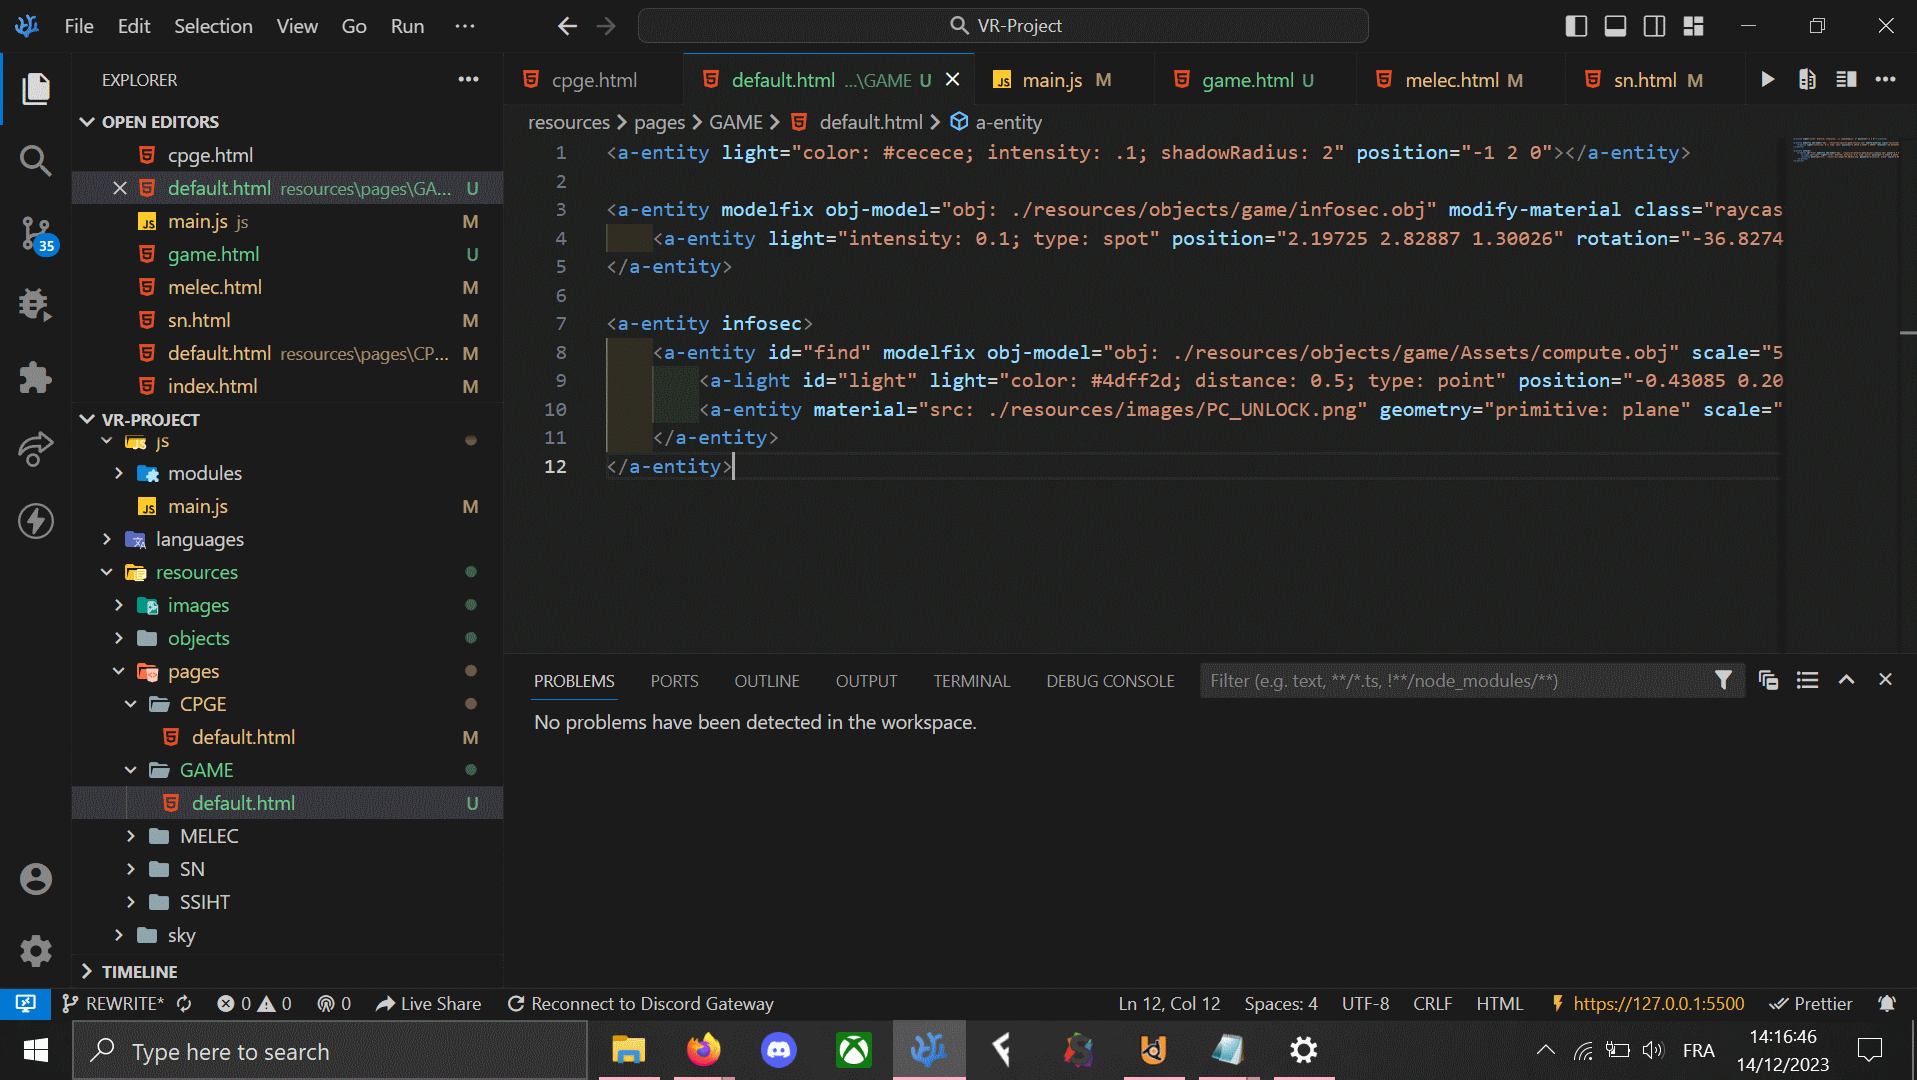 File Edit Selection View Go Run ... VR-Project
EXPLORER
OPEN EDITORS
cpge.html
default.html resources\pages\GA... U
main.js js M
game.html U
melec.html M
sn.html M
default.html resources\pages\CP... M
index.html M
VR-PROJECT
js
modules
main.js M
languages
resources
images
objects
pages
CPGE
default.html M
GAME
default.html U
MELEC
SN
SSIHT
sky
TIMELINE
35
cpge.html default.html ...\GAME U main.js M game.html U melec.html M sn.html M
resources > pages > GAME > default.html > a-entity
1 <a-entity light="color: #cecece; intensity: .1; shadowRadius: 2" position="-1 2 0"></a-entity>
2
3 <a-entity modelfix obj-model="obj: ./resources/objects/game/infosec.obj" modify-material class="raycas
4 <a-entity light="intensity: 0.1; type: spot" position="2.19725 2.82887 1.30026" rotation="-36.8274
5 </a-entity>
6
7 <a-entity infosec>
8 <a-entity id="find" modelfix obj-model="obj: ./resources/objects/game/Assets/compute.obj" scale="5
9 <a-light id="light" light="color: #4dff2d; distance: 0.5; type: point" position="-0.43085 0.20
10 <a-entity material="src: ./resources/images/PC_UNLOCK.png" geometry="primitive: plane" scale="
11 </a-entity>
12 </a-entity>
PROBLEMS PORTS OUTLINE OUTPUT TERMINAL DEBUG CONSOLE Filter (e.g. text, **/*.ts, !**/node_modules/**)
No problems have been detected in the workspace.
REWRITE* 0 0 0 Live Share Reconnect to Discord Gateway Ln 12, Col 12 Spaces: 4 UTF-8 CRLF HTML https://127.0.0.1:5500 Prettier
Type here to search FRA 14:16:46
14/12/2023